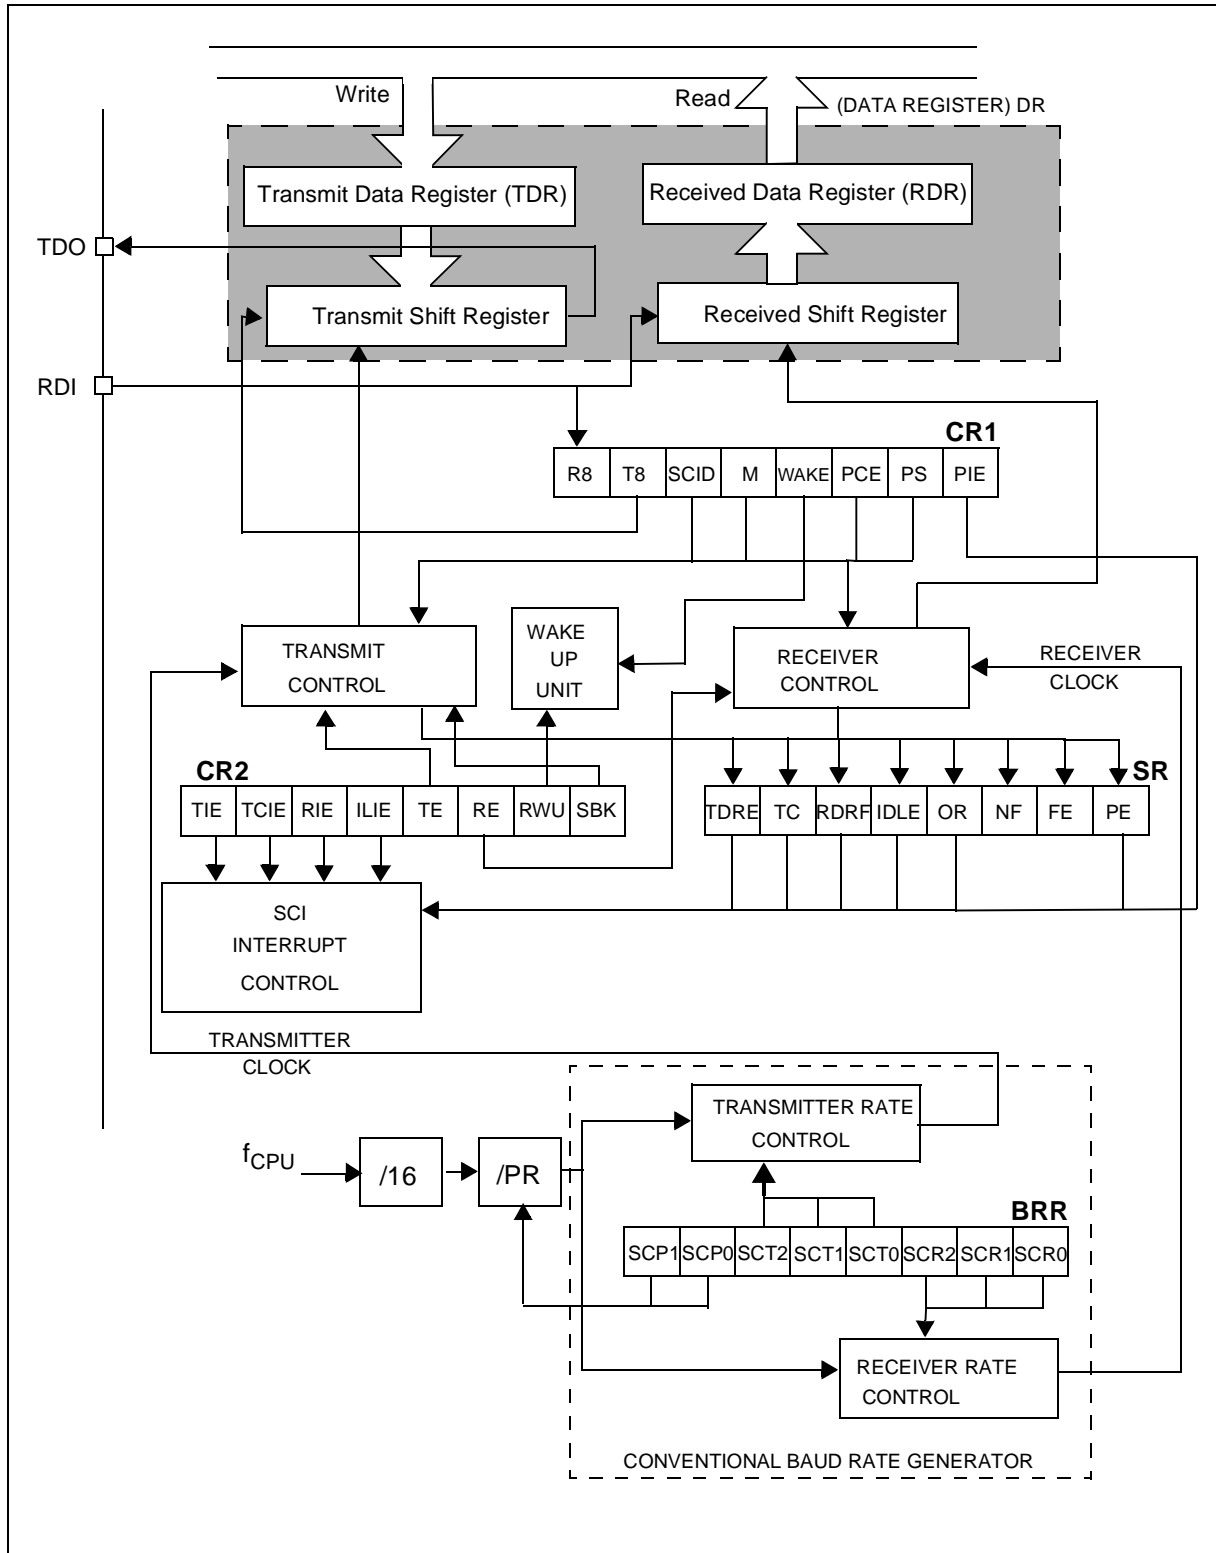 Write
Read
(DATA REGISTER) DR
Transmit Data Register (TDR)
Received Data Register (RDR)
TDO
Transmit Shift Register
Received Shift Register
RDI
CR1
R8 T8 SCID M WAKE PCE PS PIE
TRANSMIT
CONTROL
WAKE
UP
UNIT
RECEIVER
CONTROL
RECEIVER
CLOCK
CR2
TIE TCIE RIE ILIE TE RE RWU SBK
SR
TDRE TC RDRF IDLE OR NF FE PE
SCI
INTERRUPT
CONTROL
TRANSMITTER
CLOCK
TRANSMITTER RATE
CONTROL
fCPU
/16
/PR
BRR
SCP1 SCP0 SCT2 SCT1 SCT0 SCR2 SCR1 SCR0
RECEIVER RATE
CONTROL
CONVENTIONAL BAUD RATE GENERATOR